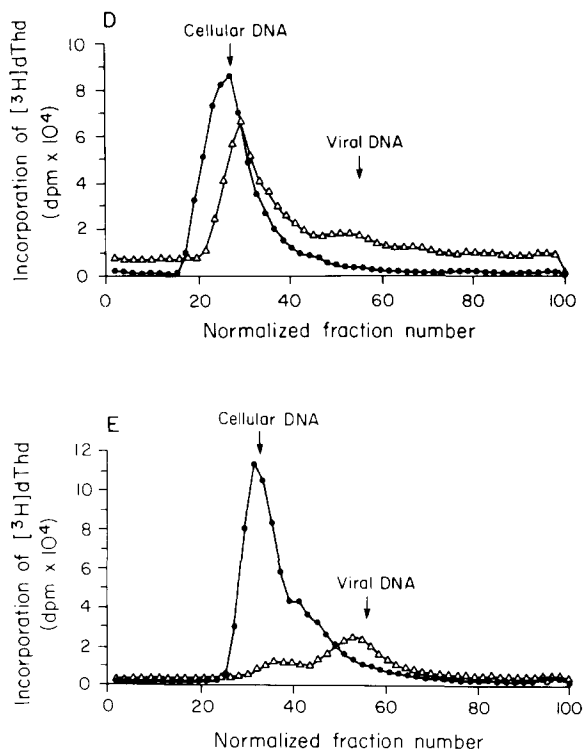 D
Cellular DNA
Viral DNA
Incorporation of [³H]dThd
(dpm x 10⁴)
10
8
6
4
2
0
0 20 40 60 80 100
Normalized fraction number
E
Cellular DNA
Viral DNA
Incorporation of [³H]dThd
(dpm x 10⁴)
12
10
8
6
4
2
0
0 20 40 60 80 100
Normalized fraction number